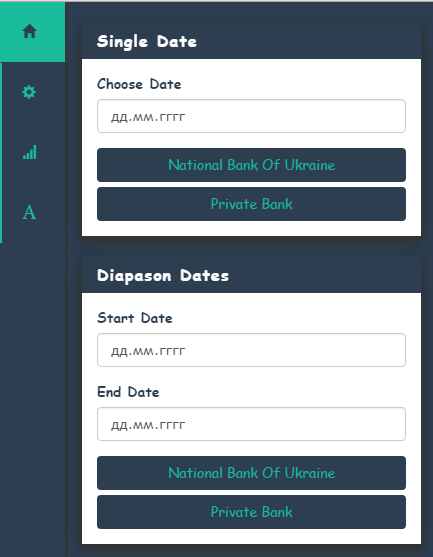 A
Single Date
Choose Date
дд.мм.гггг
National Bank Of Ukraine
Private Bank
Diapason Dates
Start Date
дд.мм.гггг
End Date
дд.мм.гггг
National Bank Of Ukraine
Private Bank